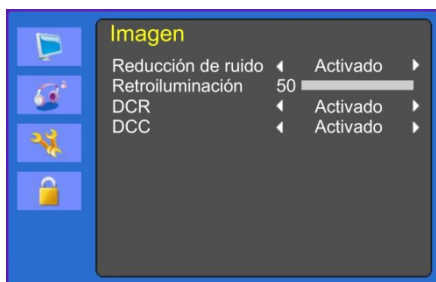 Imagen
Reducción de ruido Activado
Retroiluminación 50
DCR Activado
DCC Activado